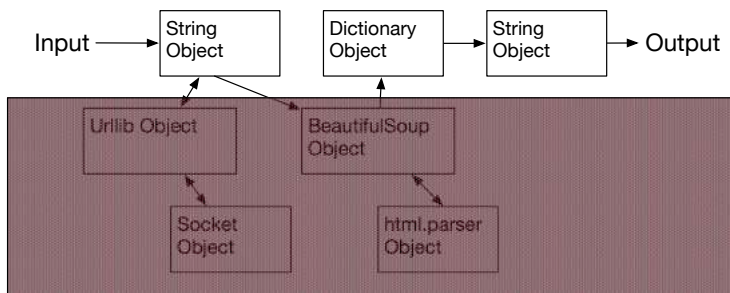 Input
String
Object
Dictionary
Object
String
Object
Output
Urllib Object
BeautifulSoup
Object
Socket
Object
html.parser
Object